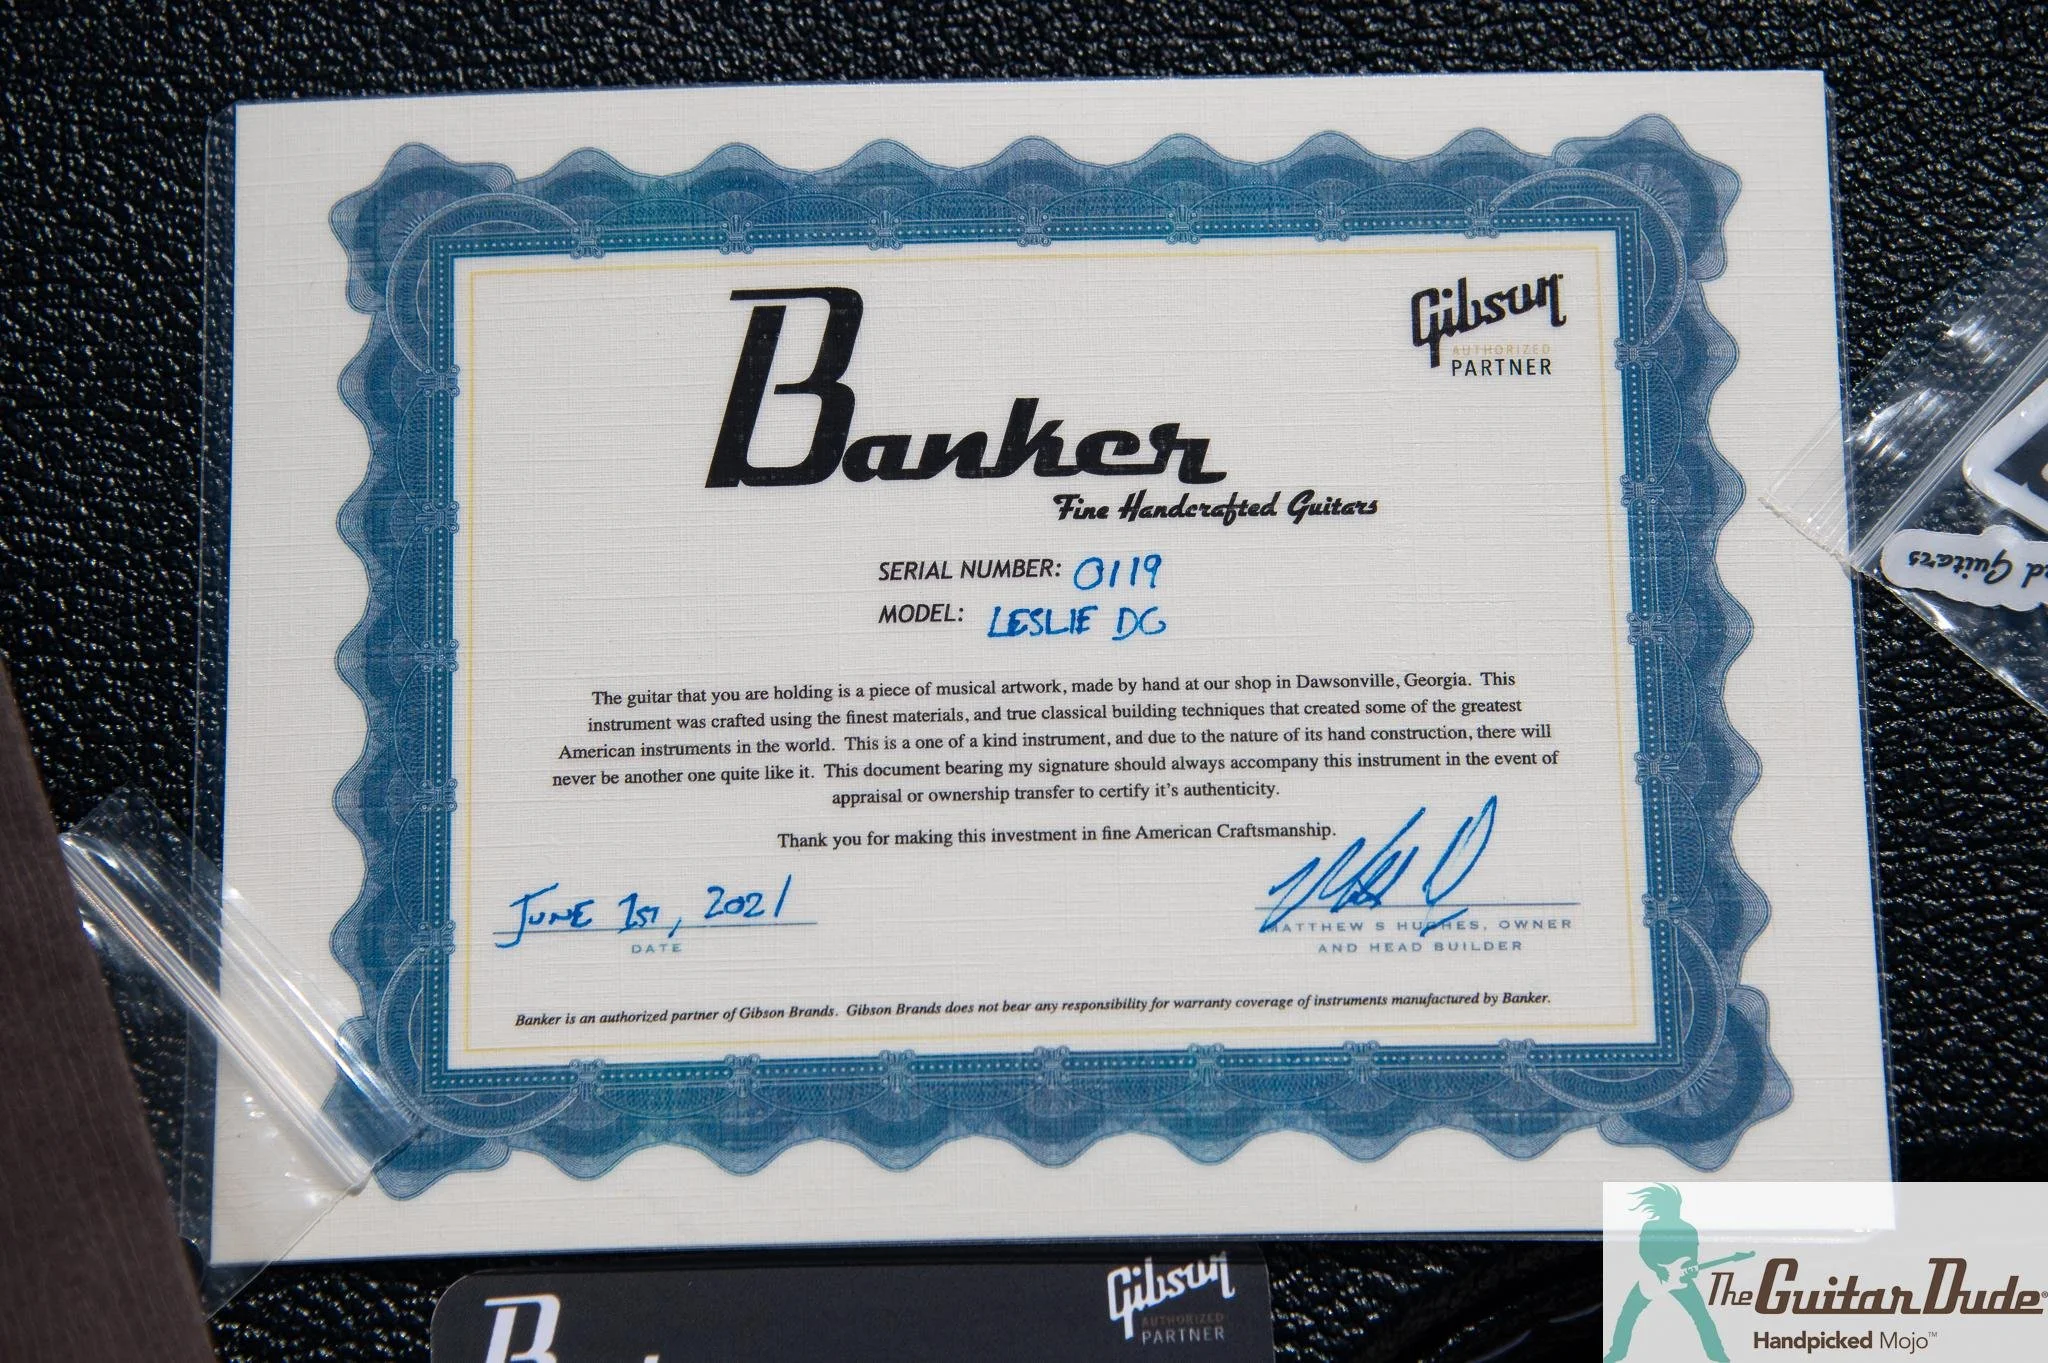 Banker
Fine Handcrafted Guitars
Gibson
AUTHORIZED
PARTNER
SERIAL NUMBER: 0119
MODEL: LESLIE DG
The guitar that you are holding is a piece of musical artwork, made by hand at our shop in Dawsonville, Georgia. This
instrument was crafted using the finest materials, and true classical building techniques that created some of the greatest
American instruments in the world. This is a one of a kind instrument, and due to the nature of its hand construction, there will
never be another one quite like it. This document bearing my signature should always accompany this instrument in the event of
appraisal or ownership transfer to certify it's authenticity.
Thank you for making this investment in fine American Craftsmanship.
JUNE 1ST, 2021
DATE
MATTHEW S HUGHES, OWNER
AND HEAD BUILDER
Banker is an authorized partner of Gibson Brands. Gibson Brands does not bear any responsibility for warranty coverage of instruments manufactured by Banker.
d Guitars
B
Gibson
AUTHORIZED
PARTNER
The Guitar Dude®
Handpicked Mojo™